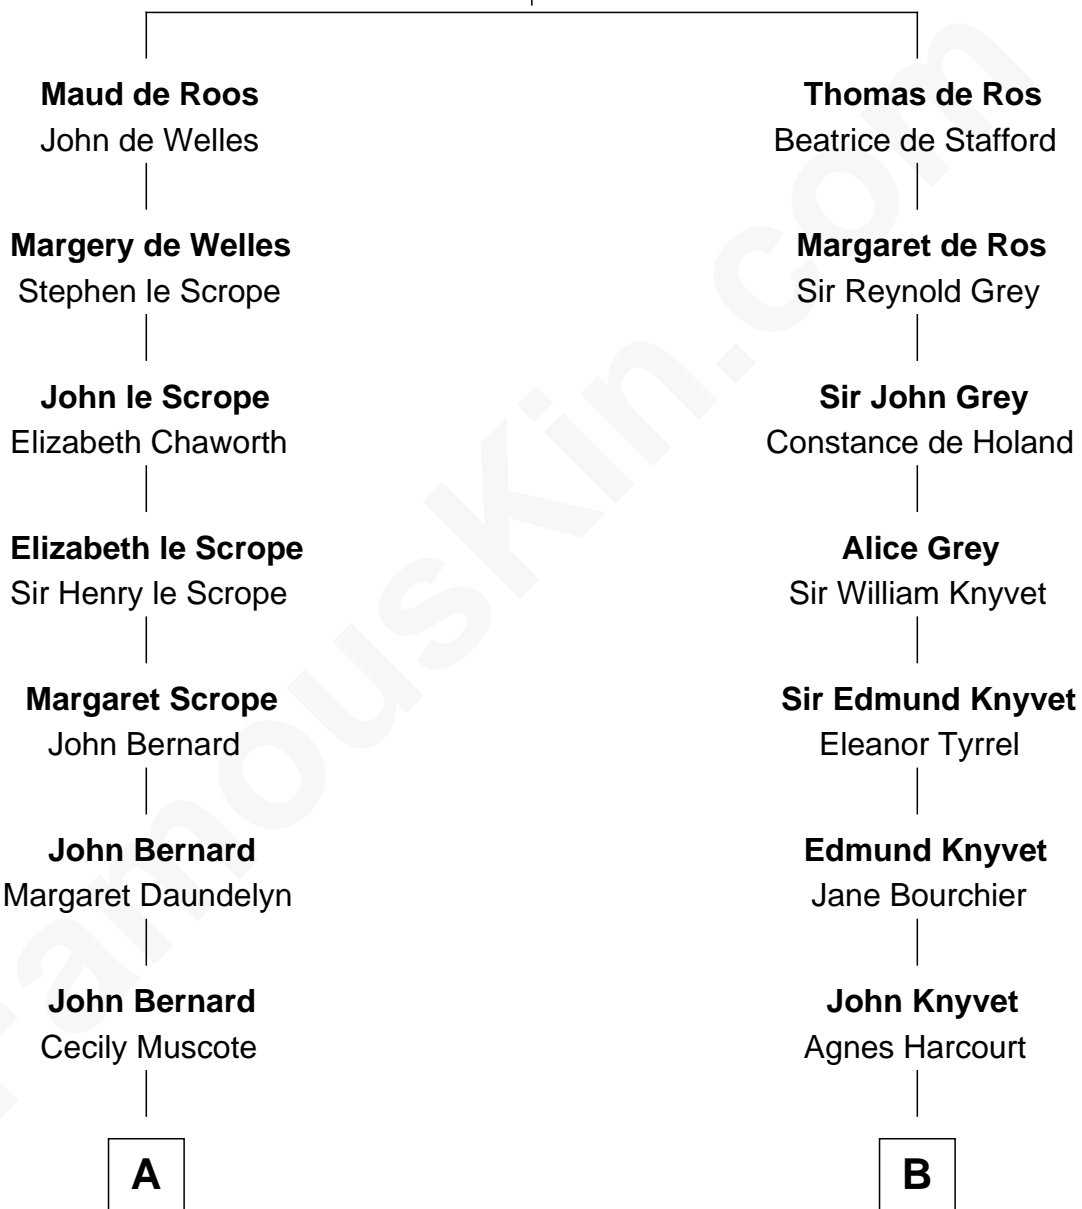 Maud de Roos
John de Welles
Margery de Welles
Stephen le Scrope
John le Scrope
Elizabeth Chaworth
Elizabeth le Scrope
Sir Henry le Scrope
Margaret Scrope
John Bernard
John Bernard
Margaret Daundelyn
John Bernard
Cecily Muscote
A
Thomas de Ros
Beatrice de Stafford
Margaret de Ros
Sir Reynold Grey
Sir John Grey
Constance de Holand
Alice Grey
Sir William Knyvet
Sir Edmund Knyvet
Eleanor Tyrrel
Edmund Knyvet
Jane Bourchier
John Knyvet
Agnes Harcourt
B
FamousKin.com